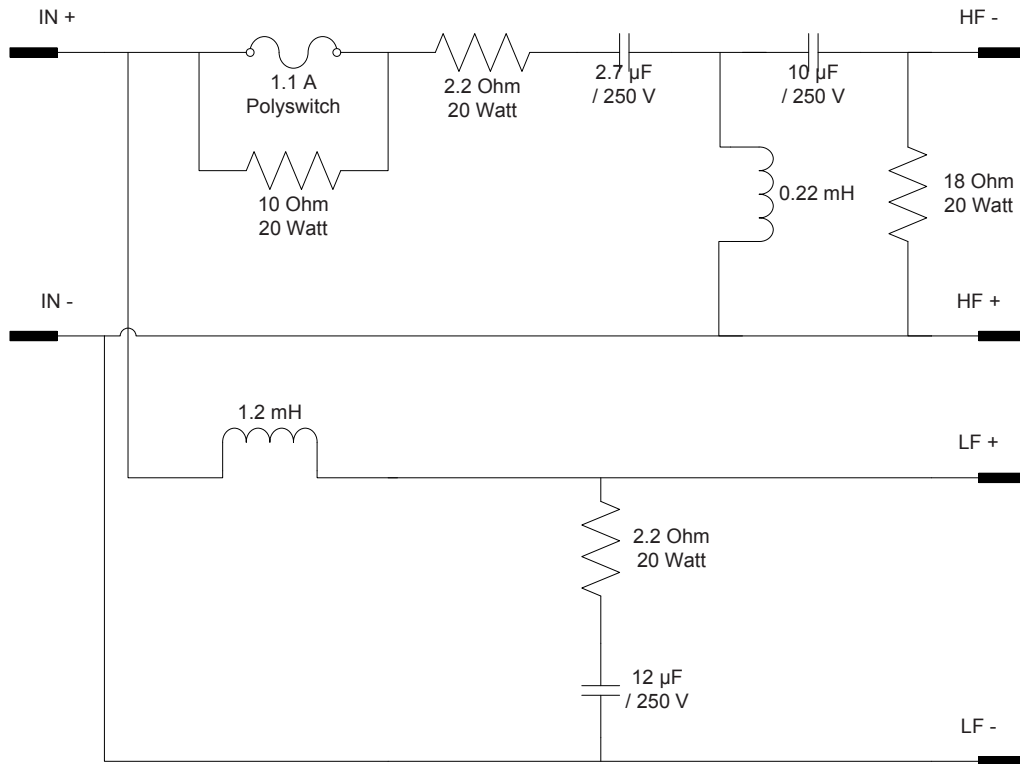 IN +
HF -
1.1 A
Polyswitch
2.2 Ohm
20 Watt
2.7 µF
/ 250 V
10 µF
/ 250 V
10 Ohm
20 Watt
0.22 mH
18 Ohm
20 Watt
IN -
HF +
1.2 mH
LF +
2.2 Ohm
20 Watt
12 µF
/ 250 V
LF -